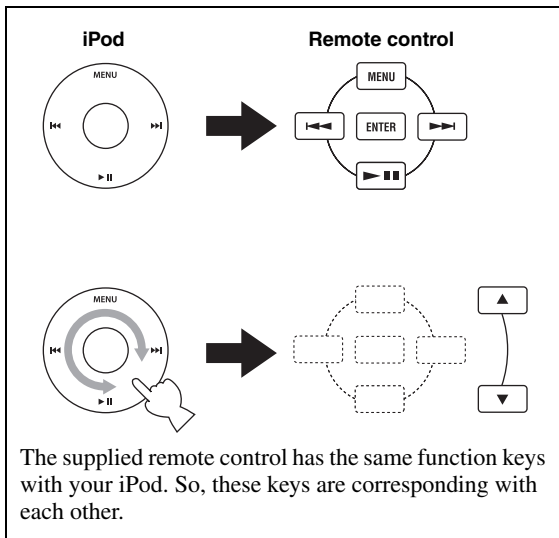 iPod Remote control
MENU MENU
ENTER
MENU
The supplied remote control has the same function keys
with your iPod. So, these keys are corresponding with
each other.